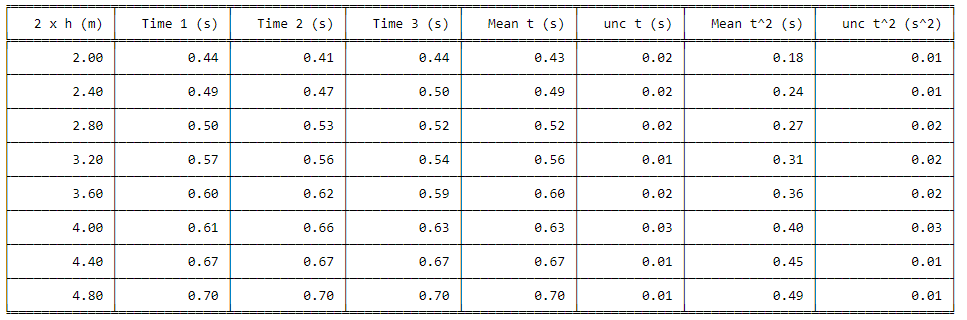 2 x h (m) Time 1 (s) Time 2 (s) Time 3 (s) Mean t (s) unc t (s) Mean t^2 (s) unc t^2 (s^2)
2.00 0.44 0.41 0.44 0.43 0.02 0.18 0.01
2.40 0.49 0.47 0.50 0.49 0.02 0.24 0.01
2.80 0.50 0.53 0.52 0.52 0.02 0.27 0.02
3.20 0.57 0.56 0.54 0.56 0.01 0.31 0.02
3.60 0.60 0.62 0.59 0.60 0.02 0.36 0.02
4.00 0.61 0.66 0.63 0.63 0.03 0.40 0.03
4.40 0.67 0.67 0.67 0.67 0.01 0.45 0.01
4.80 0.70 0.70 0.70 0.70 0.01 0.49 0.01